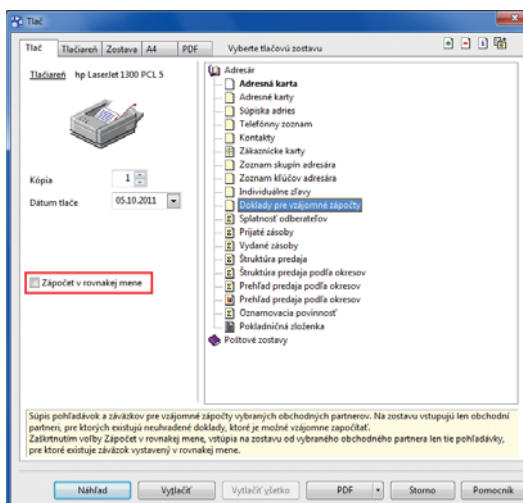 Tlač
Tlač Tlačiareň Zostava A4 PDF Vyberte tlačovú zostavu
Tlačiareň hp LaserJet 1300 PCL 5
Kópia 1
Dátum tlače 05.10.2011
Zápočet v rovnakej mene
Adresár
Adresná karta
Adresné karty
Súpiska adries
Telefónny zoznam
Kontakty
Zákaznícke karty
Zoznam skupín adresára
Zoznam kľúčov adresára
Individuálne zľavy
Doklady pre vzájomné zápočty
Splatnosť odberateľov
Prijaté zásoby
Vydané zásoby
Štruktúra predaja
Štruktúra predaja podľa okresov
Prehľad predaja podľa okresov
Prehľad predaja podľa okresov
Oznamovacia povinnosť
Pokladničná zloženka
Poštové zostavy
Súpis pohľadávok a záväzkov pre vzájomné zápočty vybraných obchodných partnerov. Na zostavu vstupujú len obchodní
partneri, pre ktorých existujú neuhradené doklady, ktoré je možné vzájomne započítať.
Zaškrtnutím voľby Zápočet v rovnakej mene, vstúpia na zostavu od vybraného obchodného partnera len tie pohľadávky,
pre ktoré existuje záväzok vystavený v rovnakej mene.
Náhľad Vytlačiť Vytlačiť všetko PDF Storno Pomocník